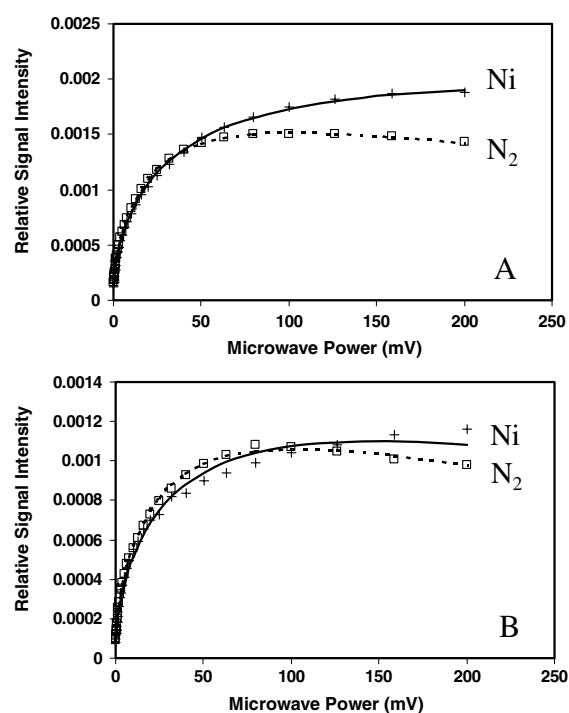 0.0025
0.002
0.0015
0.001
0.0005
0
Relative Signal Intensity
Ni
N2
A
0 50 100 150 200 250
Microwave Power (mV)
0.0014
0.0012
0.001
0.0008
0.0006
0.0004
0.0002
0
Relative Signal Intensity
Ni
N2
B
0 50 100 150 200 250
Microwave Power (mV)